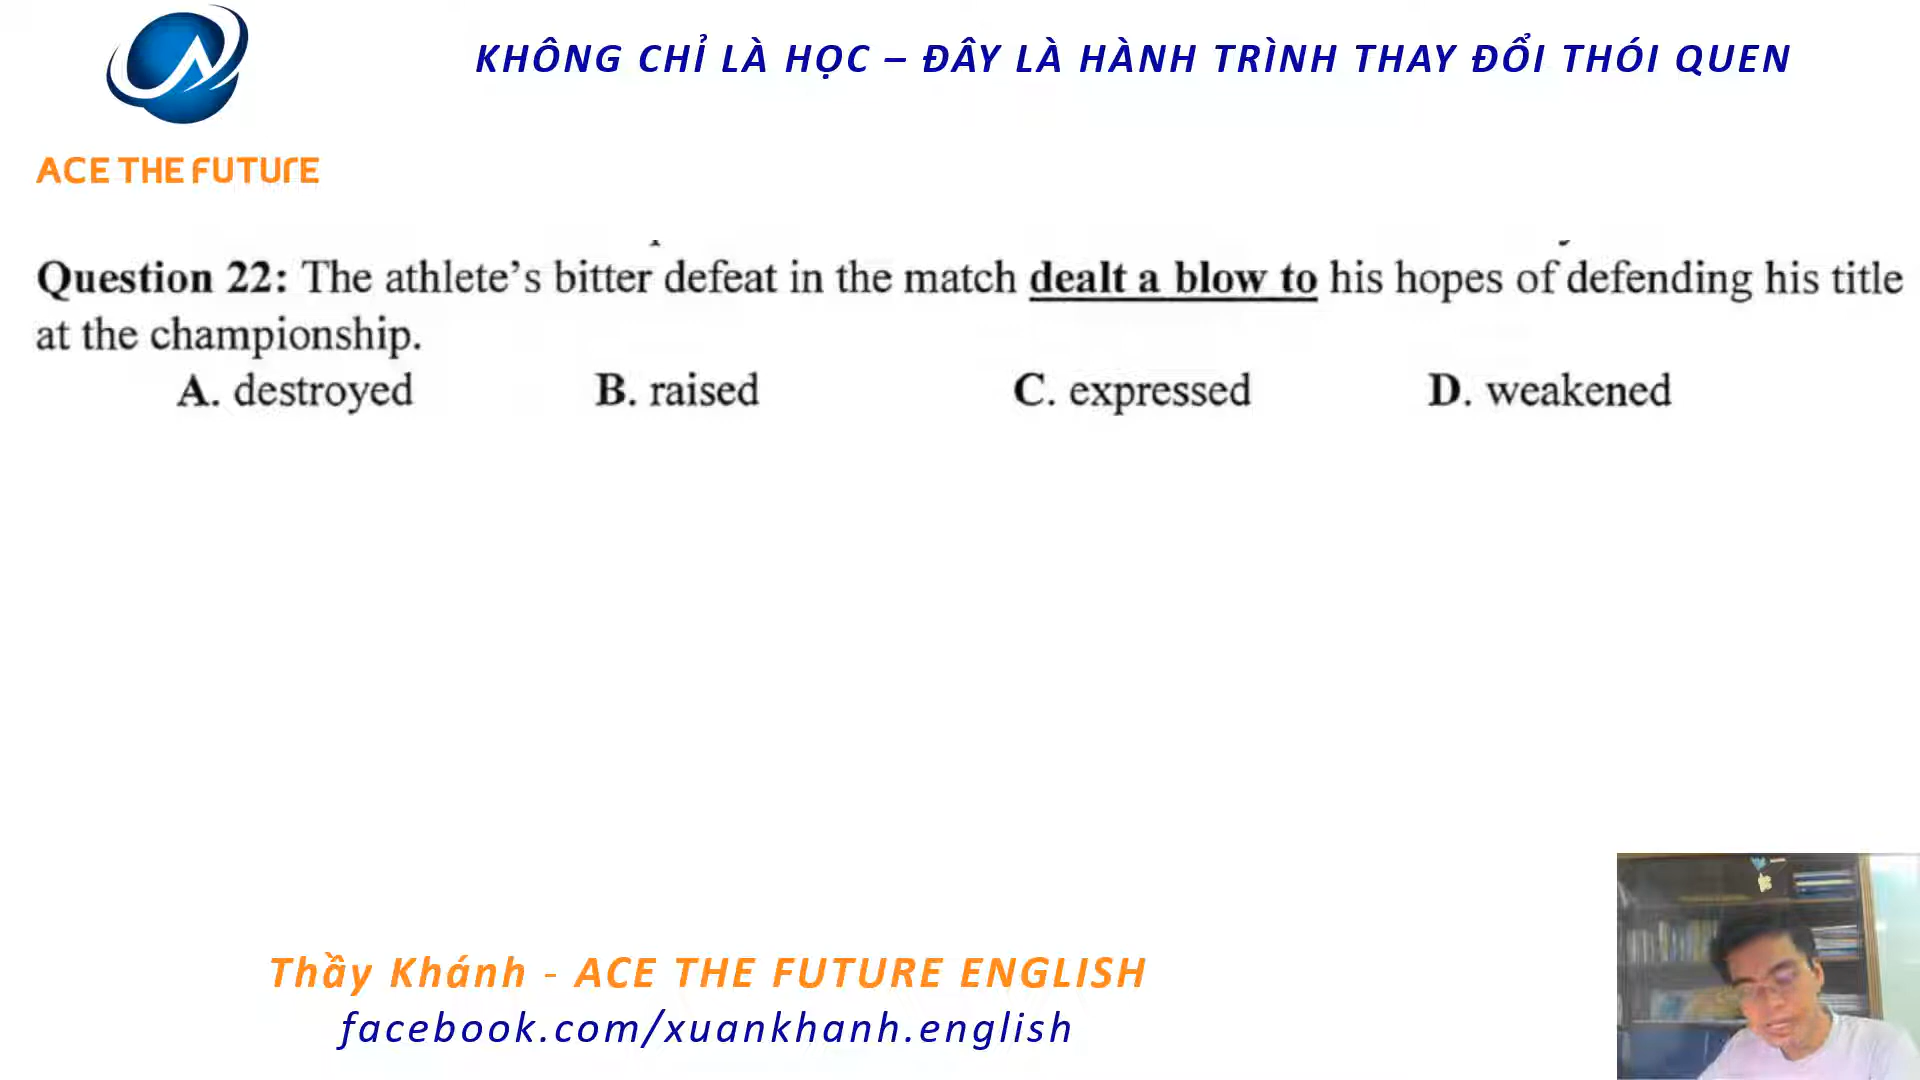 KHÔNG CHỈ LÀ HỌC – ĐÂY LÀ HÀNH TRÌNH THAY ĐỔI THÓI QUEN
ACE THE FUTURE
Question 22: The athlete’s bitter defeat in the match dealt a blow to his hopes of defending his title
at the championship.
A. destroyed B. raised C. expressed D. weakened
Thầy Khánh - ACE THE FUTURE ENGLISH
facebook.com/xuankhanh.english